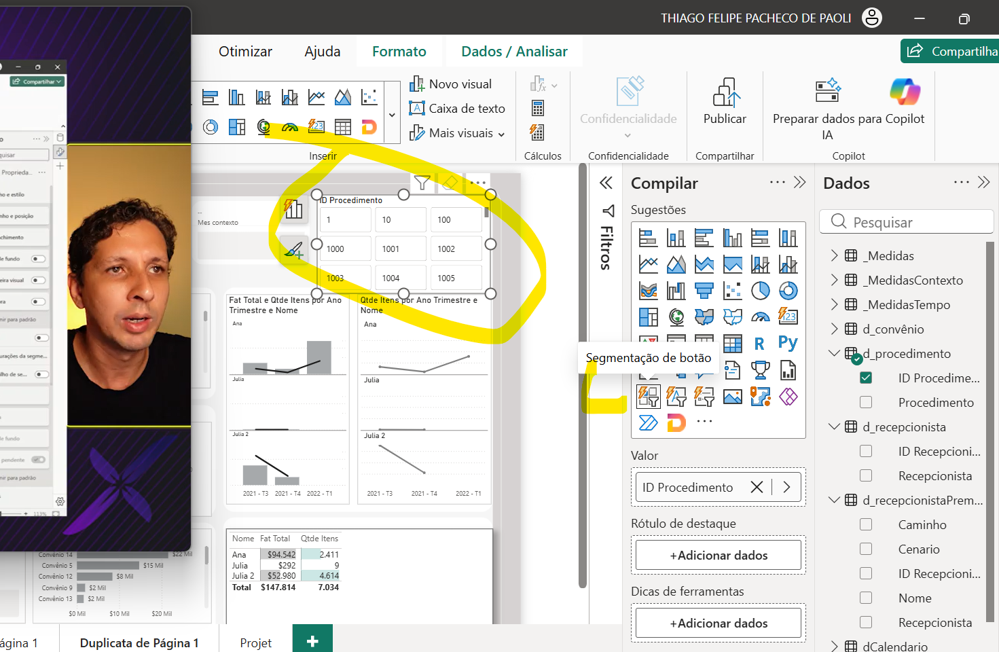 THIAGO FELIPE PACHECO DE PAOLI
Otimizar
Ajuda
Formato
Dados / Analisar
Compartilha
Compartilhar
Novo visual
Caixa de texto
Mais visuais
Inserir
Cálculos
Confidencialidade
Confidencialidade
Publicar
Compartilhar
Preparar dados para Copilot
IA
Copilot
quisar
Proprieda...
ho e estilo
nho e posição
chimento
de fundo
eira visual
ra
nir para padrão
urações da segme...
lho de se...
de fundo
pendente
mir para padrão
113%
--
Mes contexto
ID Procedimento
1
10
100
1000
1001
1002
1003
1004
1005
Fat Total e Qtde Itens por Ano
Trimestre e Nome
Ana
Julia
Julia 2
2021 - T3
2021 - T4
2022 - T1
Qtde Itens por Ano Trimestre e
Nome
Ana
Julia
Julia 2
2021 - T3
2021 - T4
2022 - T1
Nome Fat Total Qtde Itens
Ana $94.542 2.411
Julia $292 9
Julia 2 $52.980 4.614
Total $147.814 7.034
Convênio 14 $22 Mil
Convênio 5 $15 Mil
Convênio 12 $8 Mil
Convênio 9 $2 Mil
Convênio 13 $2 Mil
$0 Mil $10 Mil $20 Mil
ágina 1
Duplicata de Página 1
Projet
+
Filtros
Compilar
Sugestões
123
R
Py
Segmentação de botão
Valor
ID Procedimento
Rótulo de destaque
+Adicionar dados
Dicas de ferramentas
+Adicionar dados
Dados
Pesquisar
_Medidas
_MedidasContexto
_MedidasTempo
d_convênio
d_procedimento
ID Procedime...
Procedimento
d_recepcionista
ID Recepcioni...
Recepcionista
d_recepcionistaPrem...
Caminho
Cenario
ID Recepcioni...
Nome
Recepcionista
dCalendario